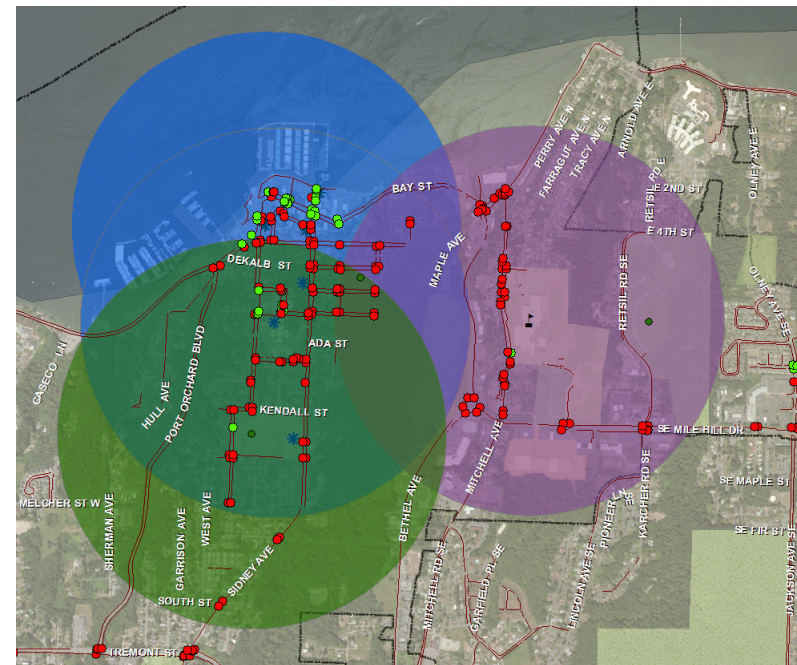 PERRY AVE N
FARRAGUT AVE N
TRACY AVE N
ARNOLD AVE E
OLNEY AVE E
BAY ST
RETSIL RD E
E 2ND ST
E 4TH ST
MAPLE AVE
DEKALB ST
RETSIL RD SE
OLNEY AVE SE
CASECO LN
HULL AVE
PORT ORCHARD BLVD
ADA ST
KENDALL ST
SE MILE HILL DR
MITCHELL AVE
BETHEL AVE
KARCHER RD SE
SE MAPLE ST
MELCHER ST W
SHERMAN AVE
GARRISON AVE
WEST AVE
PIONEER LN SE
SE FIR ST
SIDNEY AVE
MITCHELL RD SE
GARFIELD PL SE
LINCOLN AVE SE
JACKSON AVE SE
SOUTH ST
TREMONT ST